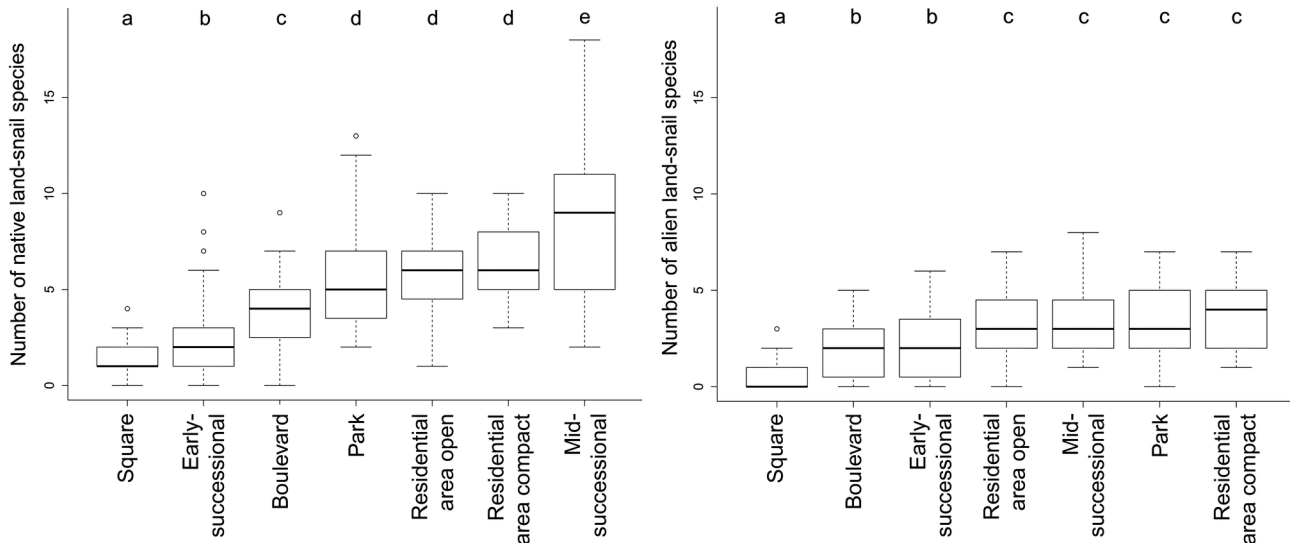 a b c d d d e
Number of native land-snail species
15
10
5
0
Square
Early-
successional
Boulevard
Park
Residential
area open
Residential
area compact
Mid-
successional
a b b c c c c
Number of alien land-snail species
15
10
5
0
Square
Boulevard
Early-
successional
Residential
area open
Mid-
successional
Park
Residential
area compact